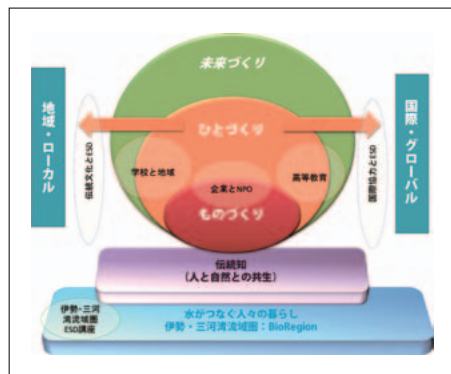 未来づくり
地域・ローカル
国際・グローバル
ひとづくり
伝統文化とESD
国際協力とESD
学校と地域
高等教育
企業とNPO
ものづくり
伝統知
(人と自然との共生)
伊勢・三河
湾流域圏
ESD講座
水がつなぐ人々の暮らし
伊勢・三河湾流域圏：BioRegion